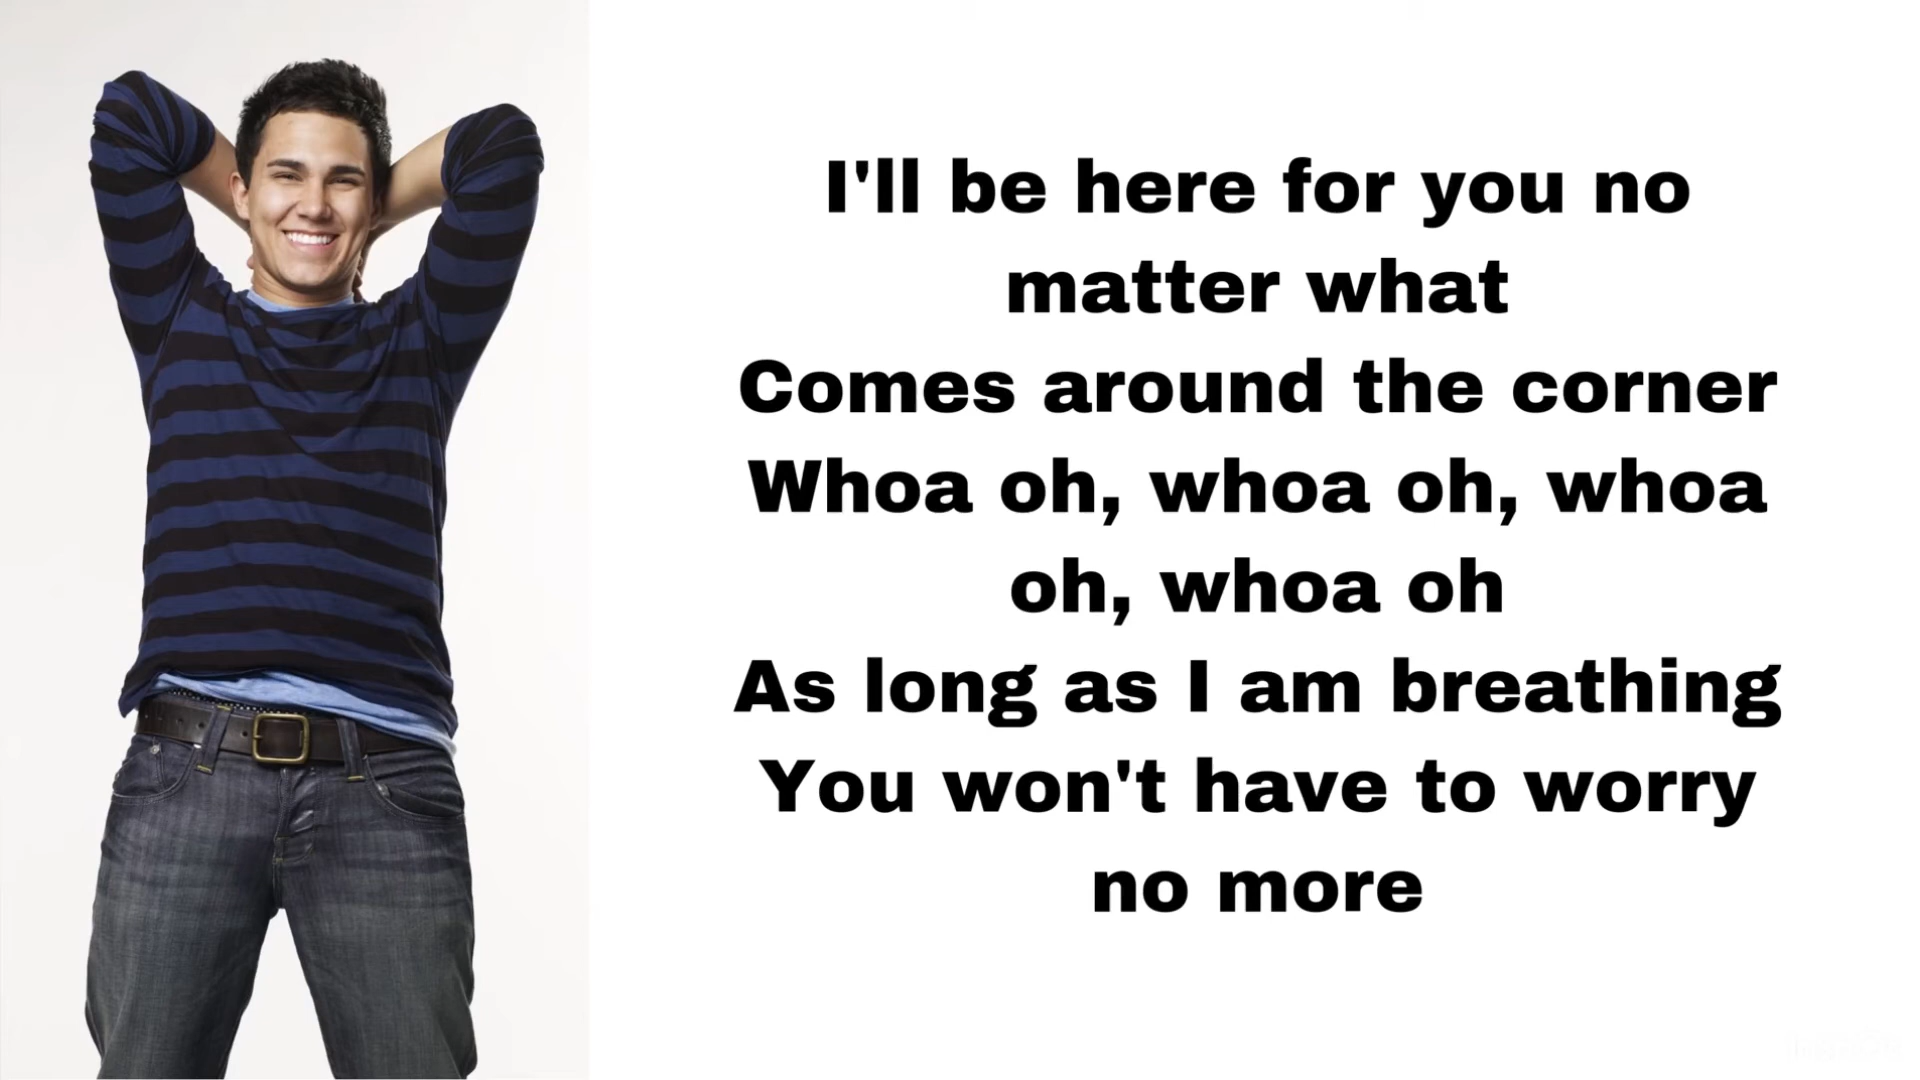 I'll be here for you no
matter what
Comes around the corner
Whoa oh, whoa oh, whoa
oh, whoa oh
As long as I am breathing
You won't have to worry
no more